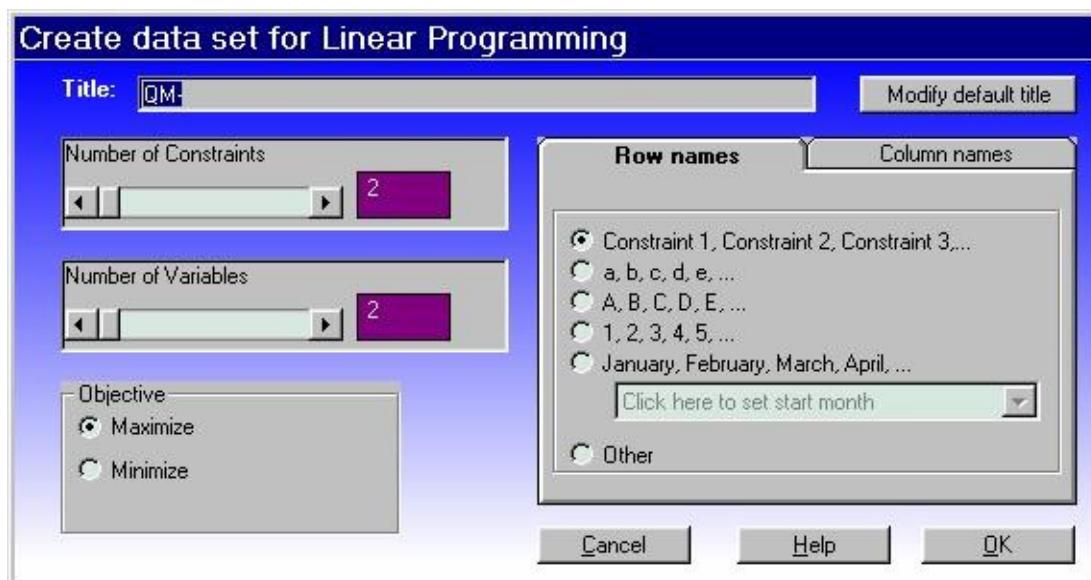 Create data set for Linear Programming
Title: QM- Modify default title
Number of Constraints
2
Number of Variables
2
Objective
Maximize
Minimize
Row names Column names
Constraint 1, Constraint 2, Constraint 3,...
a, b, c, d, e, ...
A, B, C, D, E, ...
1, 2, 3, 4, 5, ...
January, February, March, April, ...
Click here to set start month
Other
Cancel Help OK